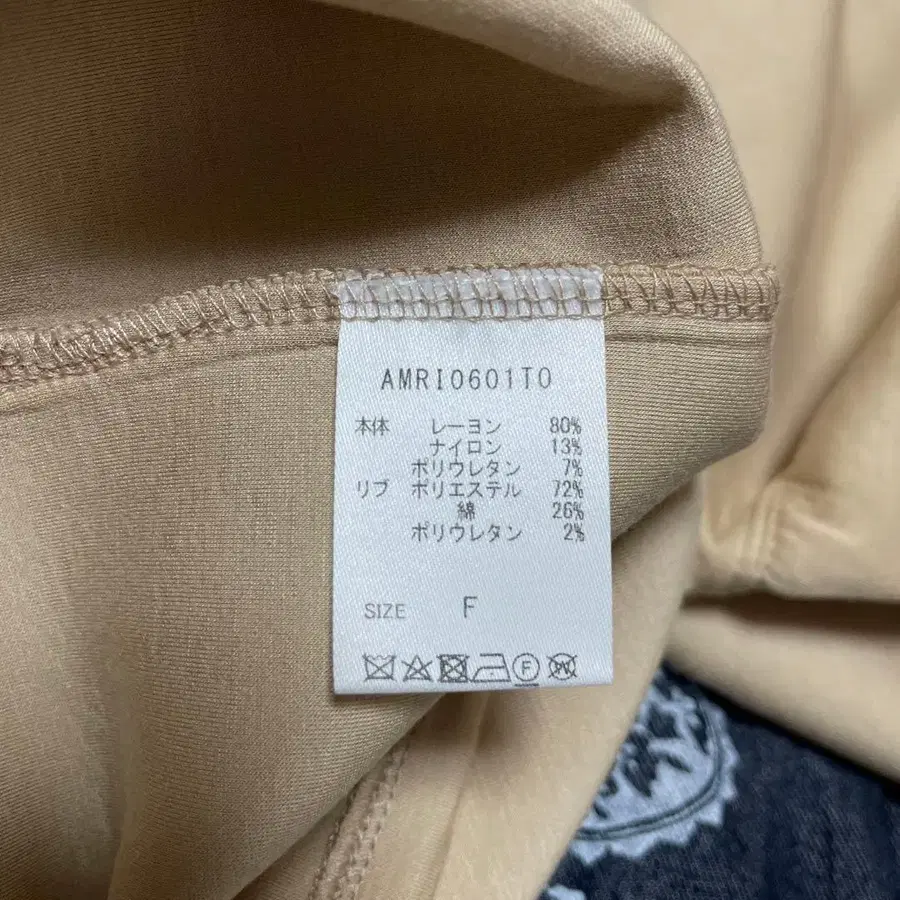 AMRI0601T0
本体 レーヨン 80%
ナイロン 13%
ポリウレタン 7%
リブ ポリエステル 72%
綿 26%
ポリウレタン 2%
SIZE F
F W